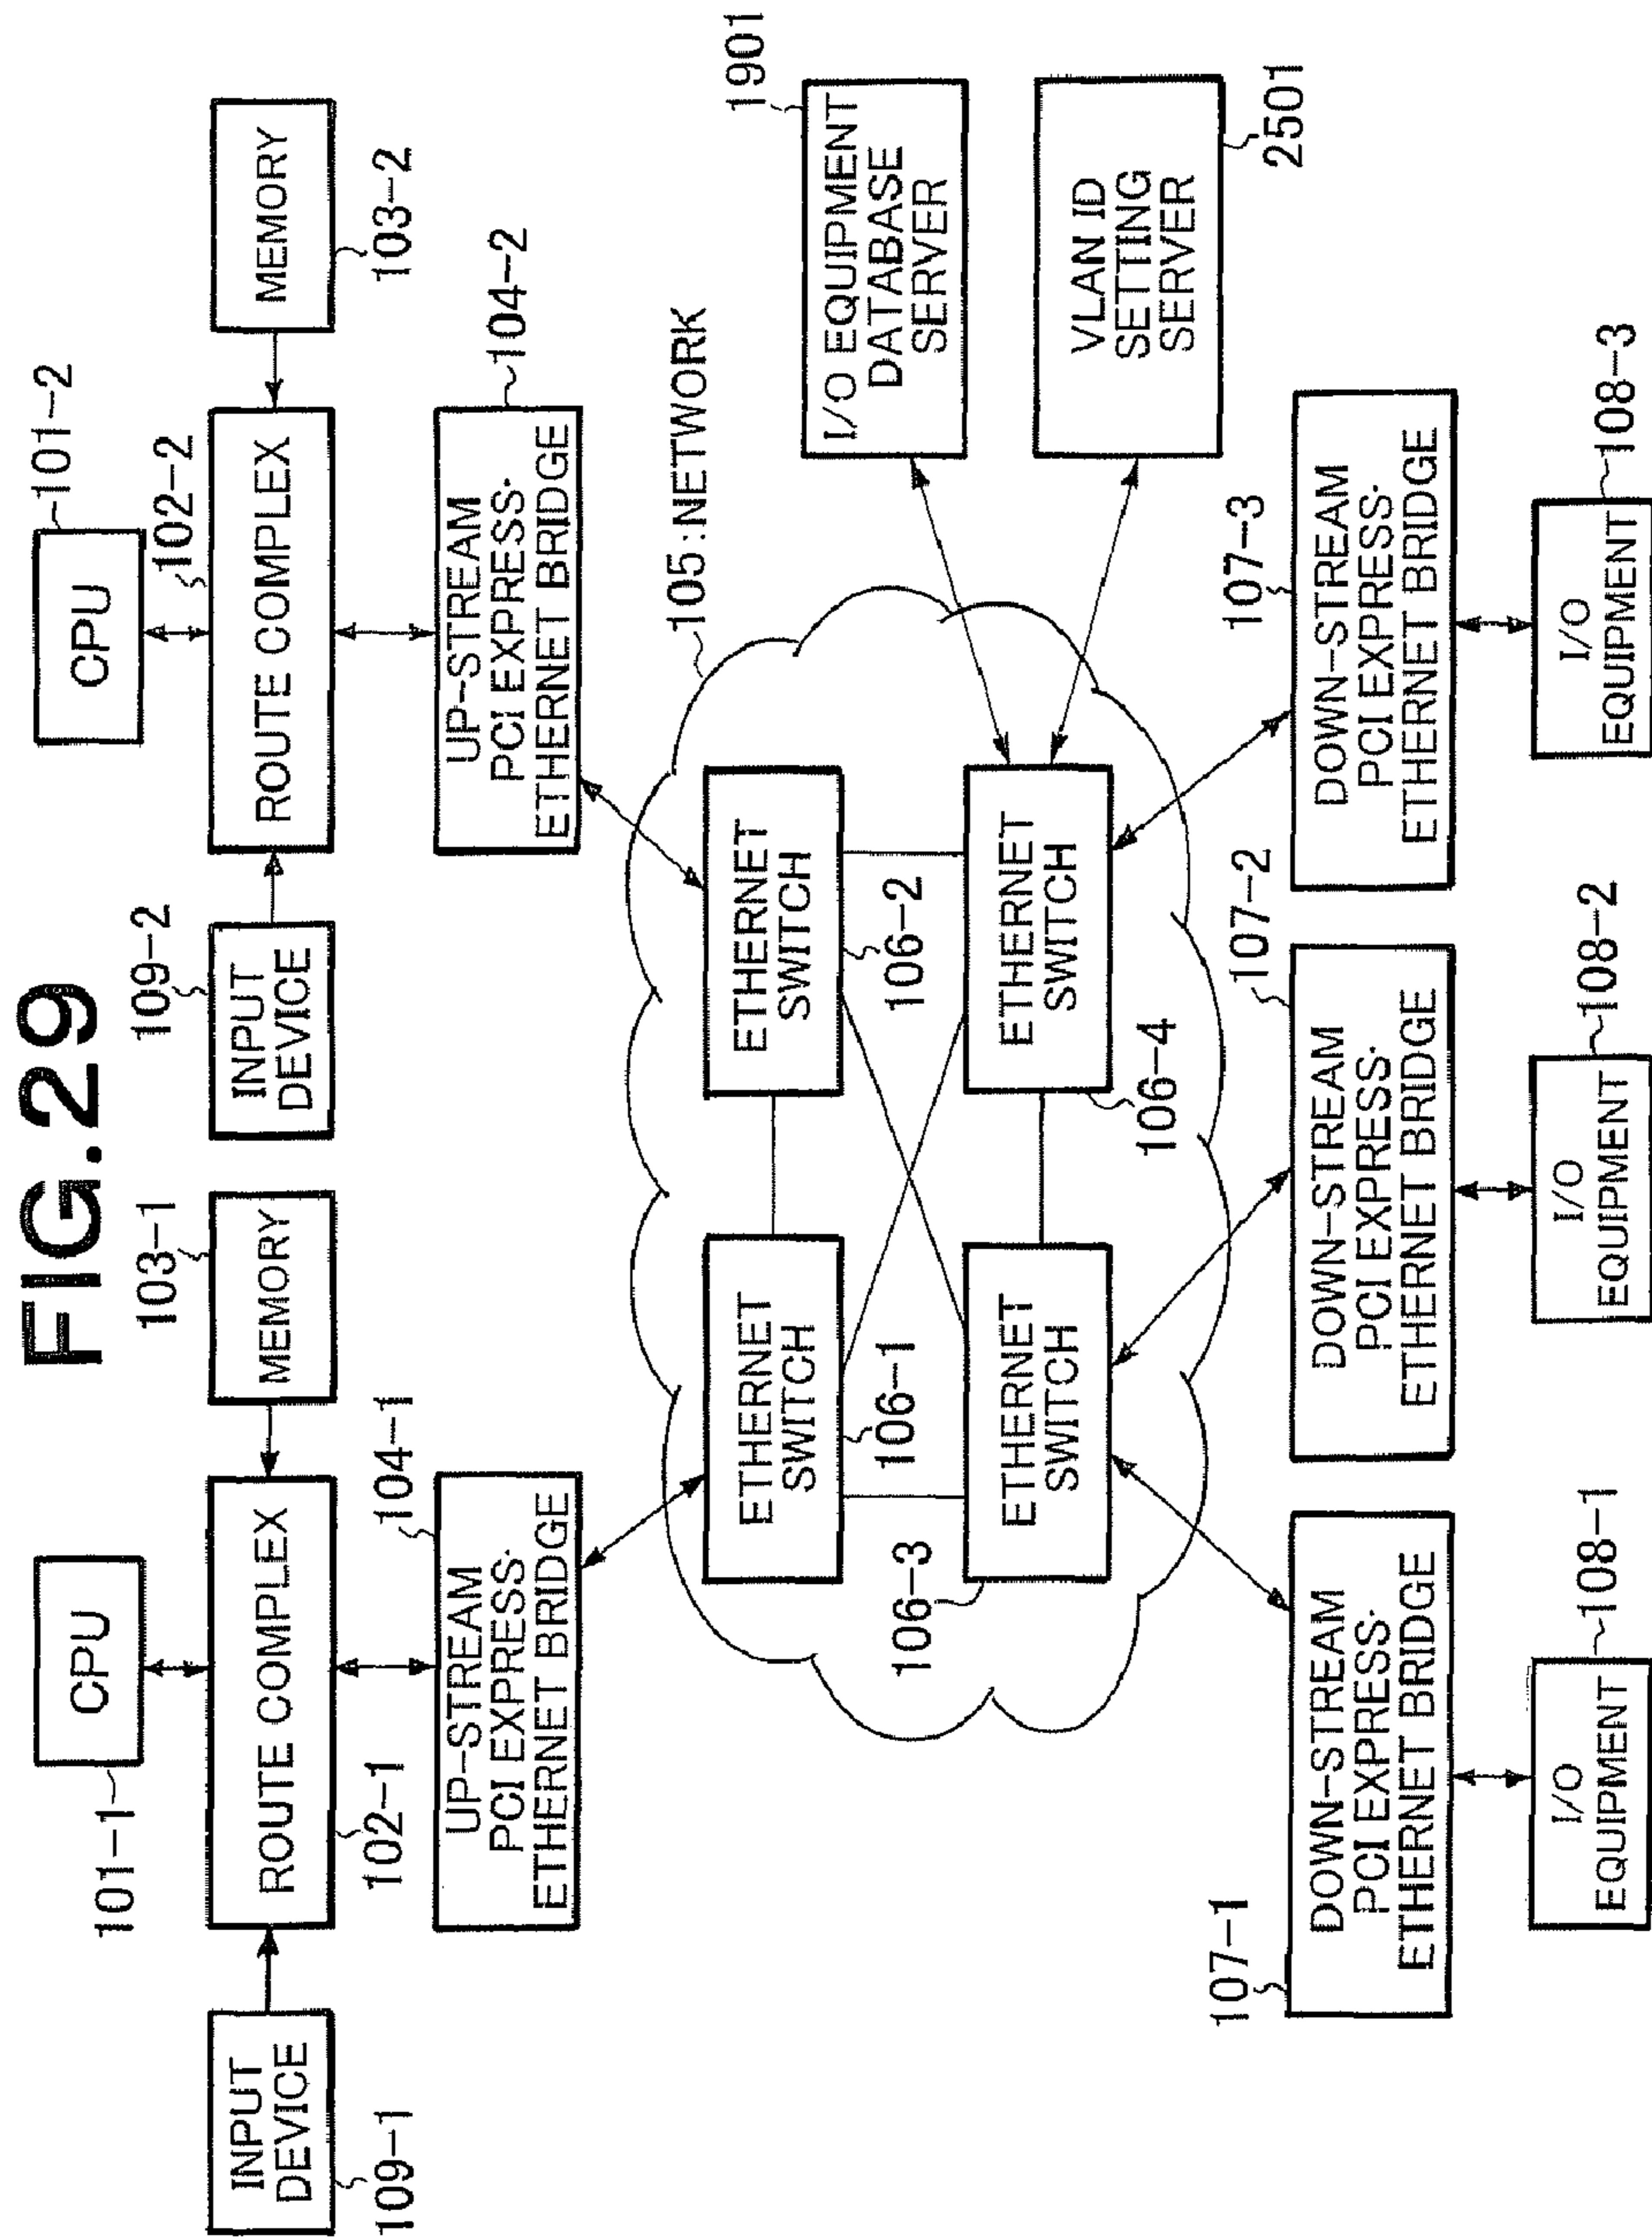 FIG.29
101-1
CPU
CPU
101-2
109-1
INPUT
DEVICE
102-1
ROUTE COMPLEX
103-1
MEMORY
109-2
INPUT
DEVICE
102-2
ROUTE COMPLEX
MEMORY
103-2
104-1
UP-STREAM
PCI EXPRESS-
ETHERNET BRIDGE
104-2
UP-STREAM
PCI EXPRESS-
ETHERNET BRIDGE
105:NETWORK
ETHERNET
SWITCH
106-1
ETHERNET
SWITCH
106-2
106-3
ETHERNET
SWITCH
106-4
ETHERNET
SWITCH
1901
I/O EQUIPMENT
DATABASE
SERVER
VLAN ID
SETTING
SERVER
2501
107-1
DOWN-STREAM
PCI EXPRESS-
ETHERNET BRIDGE
107-2
DOWN-STREAM
PCI EXPRESS-
ETHERNET BRIDGE
107-3
DOWN-STREAM
PCI EXPRESS-
ETHERNET BRIDGE
I/O
EQUIPMENT
108-1
I/O
EQUIPMENT
108-2
I/O
EQUIPMENT
108-3